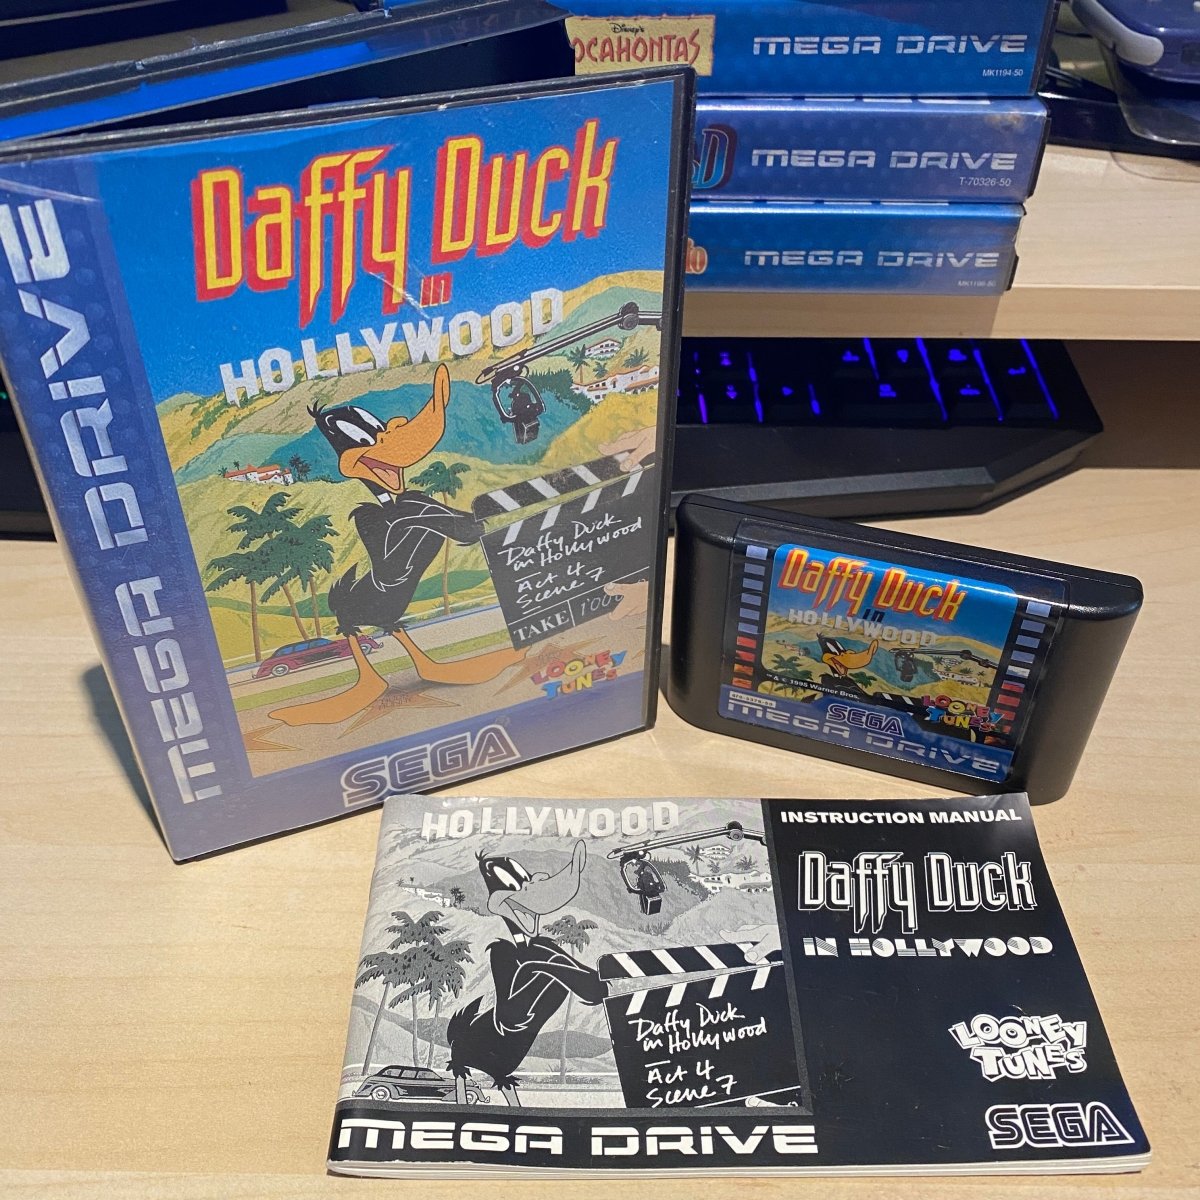 Disney's
POCAHONTAS
MEGA DRIVE
MK1194-50
MEGA DRIVE
T-70326-50
MEGA DRIVE
MEGA DRIVE
Daffy Duck
in
HOLLYWOOD
Daffy Duck
in Hollywood
Act 4
Scene 7
TAKE
LOONEY
TUNES
SEGA
Daffy Duck
in
HOLLYWOOD
™ & © 1995 Warner Bros.
LOONEY
TUNES
SEGA
MEGA DRIVE
HOLLYWOOD
Daffy Duck
in Hollywood
Act 4
Scene 7
MEGA DRIVE
INSTRUCTION MANUAL
Daffy Duck
IN HOLLYWOOD
LOONEY
TUNES
SEGA